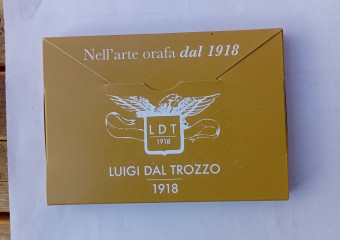 Nell'arte orafa dal 1918
LDT
1918
LUIGI DAL TROZZO
1918